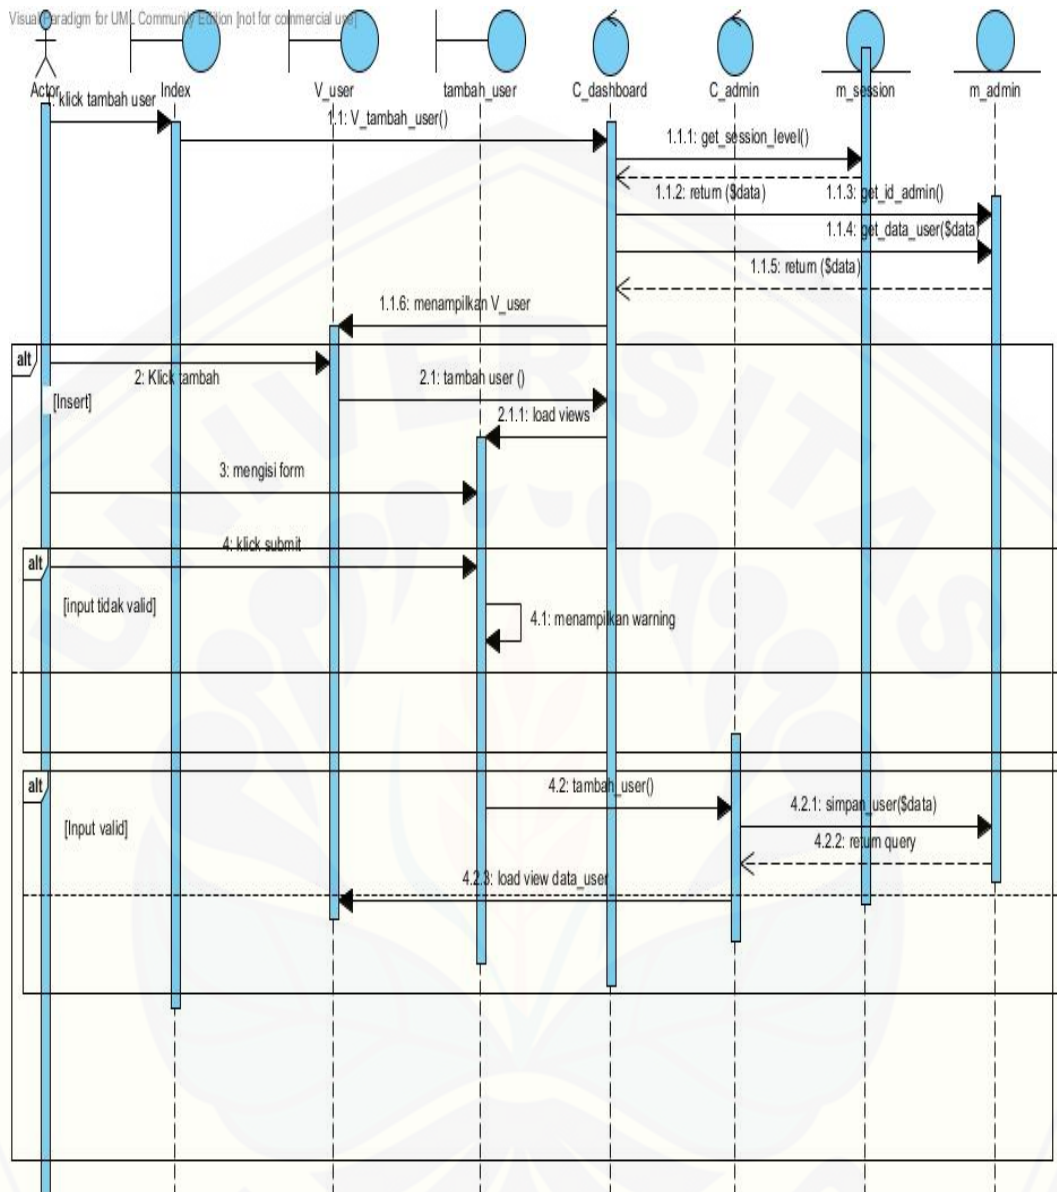 Visual Paradigm for UML Community Edition [not for commercial use]
Actor
Index
V_user
tambah_user
C_dashboard
C_admin
m_session
m_admin
1: klick tambah user
1.1: V_tambah_user()
1.1.1: get_session_level()
1.1.2: return ($data)
1.1.3: get_id_admin()
1.1.4: get_data_user($data)
1.1.5: return ($data)
1.1.6: menampilkan V_user
alt
2: Klick tambah
2.1: tambah user ()
[Insert]
2.1.1: load views
3: mengisi form
4: klick submit
alt
[input tidak valid]
4.1: menampilkan warning
alt
4.2: tambah_user()
4.2.1: simpan_user($data)
[Input valid]
4.2.2: return query
4.2.3: load view data_user
UNIVERSITAS